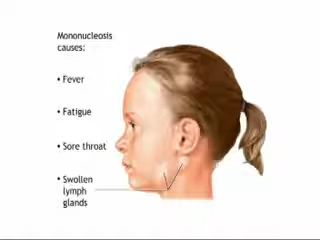 Mononucleosis
causes:
• Fever
• Fatigue
• Sore throat
• Swollen
lymph
glands